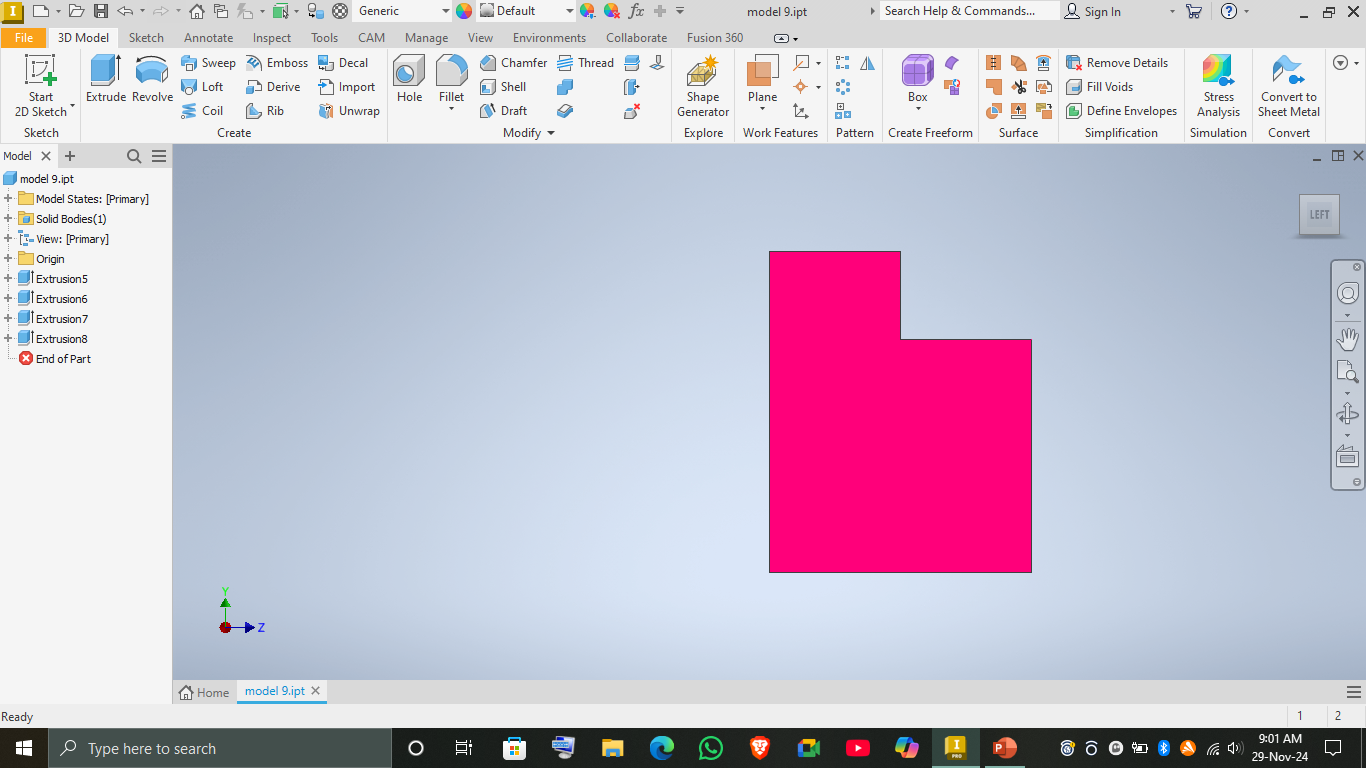 I Generic Default fx model 9.ipt Search Help & Commands... Sign In ?
File 3D Model Sketch Annotate Inspect Tools CAM Manage View Environments Collaborate Fusion 360
Start
2D Sketch
Sketch
Extrude
Revolve
Sweep
Loft
Coil
Emboss
Derive
Rib
Decal
Import
Unwrap
Create
Hole
Fillet
Chamfer
Shell
Draft
Thread
Modify
Shape
Generator
Explore
Plane
Work Features
Pattern
Box
Create Freeform
Surface
Remove Details
Fill Voids
Define Envelopes
Simplification
Stress
Analysis
Simulation
Convert to
Sheet Metal
Convert
Model
model 9.ipt
Model States: [Primary]
Solid Bodies(1)
View: [Primary]
Origin
Extrusion5
Extrusion6
Extrusion7
Extrusion8
End of Part
LEFT
Y
Z
Home model 9.ipt
Ready 1 2
Type here to search
I
PRO
P
9:01 AM
29-Nov-24